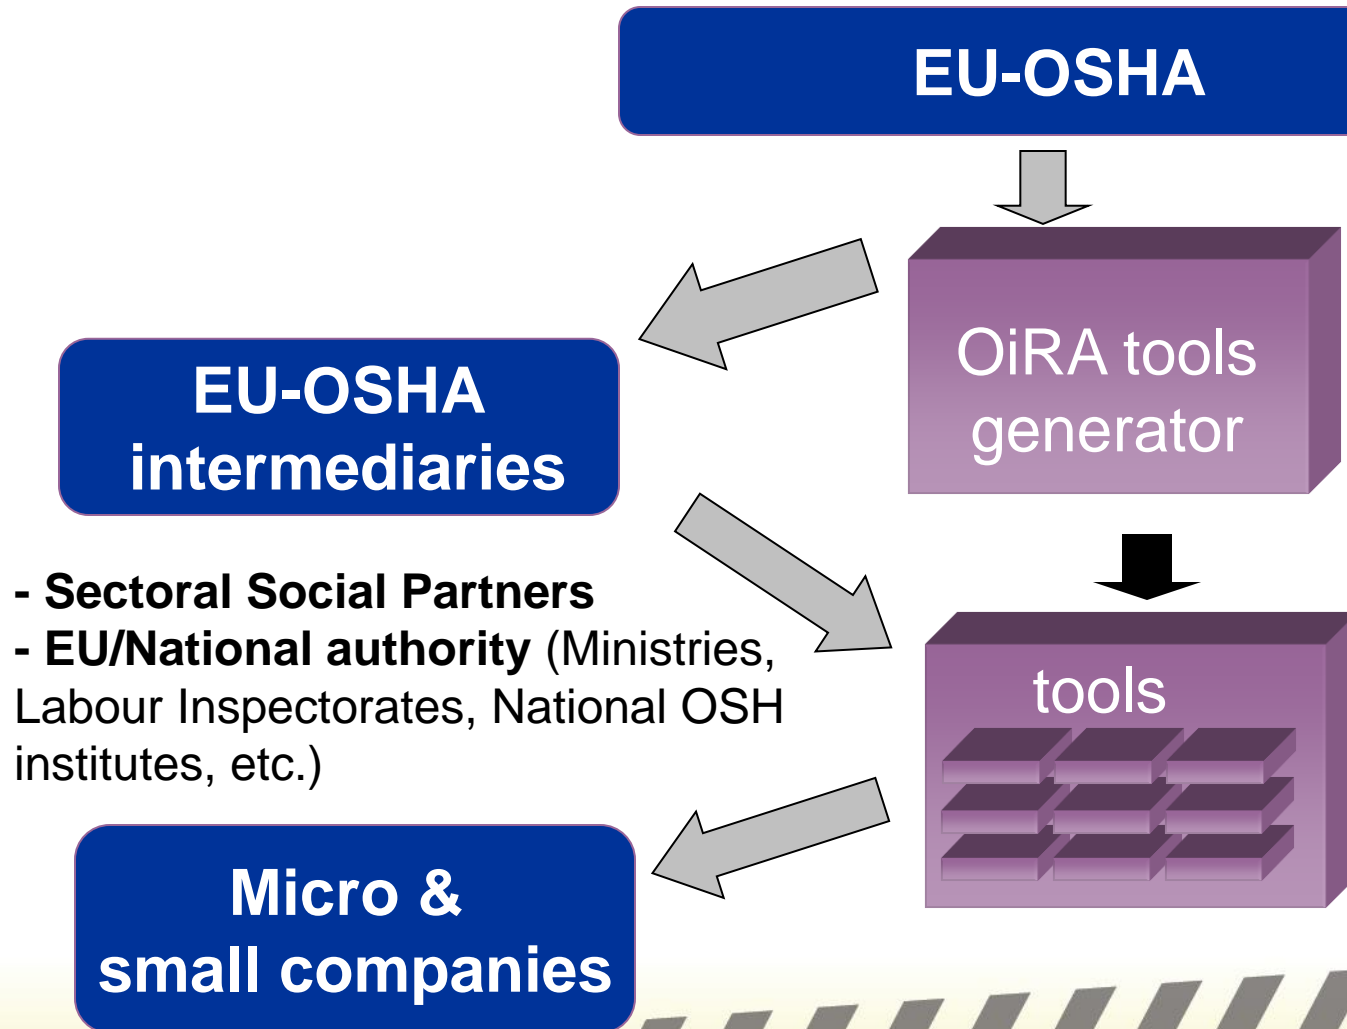 EU-OSHA
OiRA tools
generator
EU-OSHA
intermediaries
- Sectoral Social Partners
- EU/National authority (Ministries,
Labour Inspectorates, National OSH
institutes, etc.)
tools
Micro &
small companies